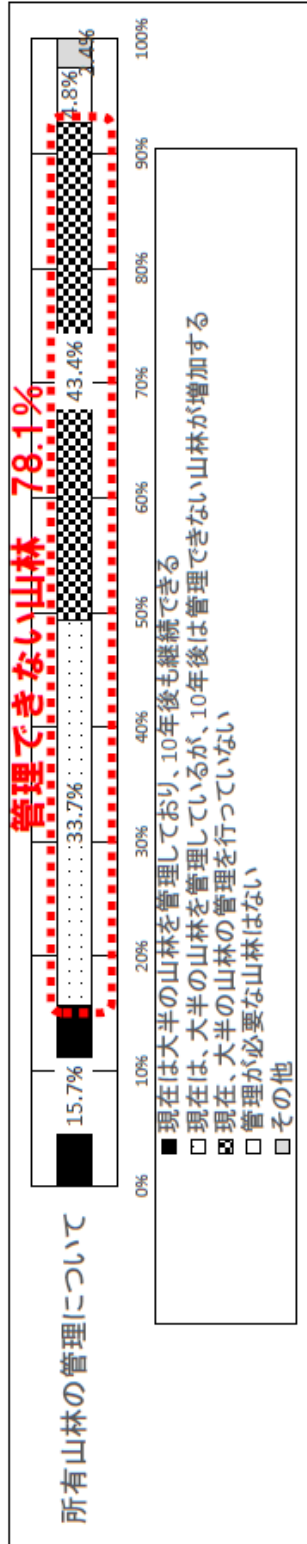 管理できない山林 78.1%
所有山林の管理について
15.7%
33.7%
43.4%
4.8%
2.4%
0%
10%
20%
30%
40%
50%
60%
70%
80%
90%
100%
現在は大半の山林を管理しており、10年後も継続できる
現在は、大半の山林を管理しているが、10年後は管理できない山林が増加する
現在、大半の山林の管理を行っていない
管理が必要な山林はない
その他